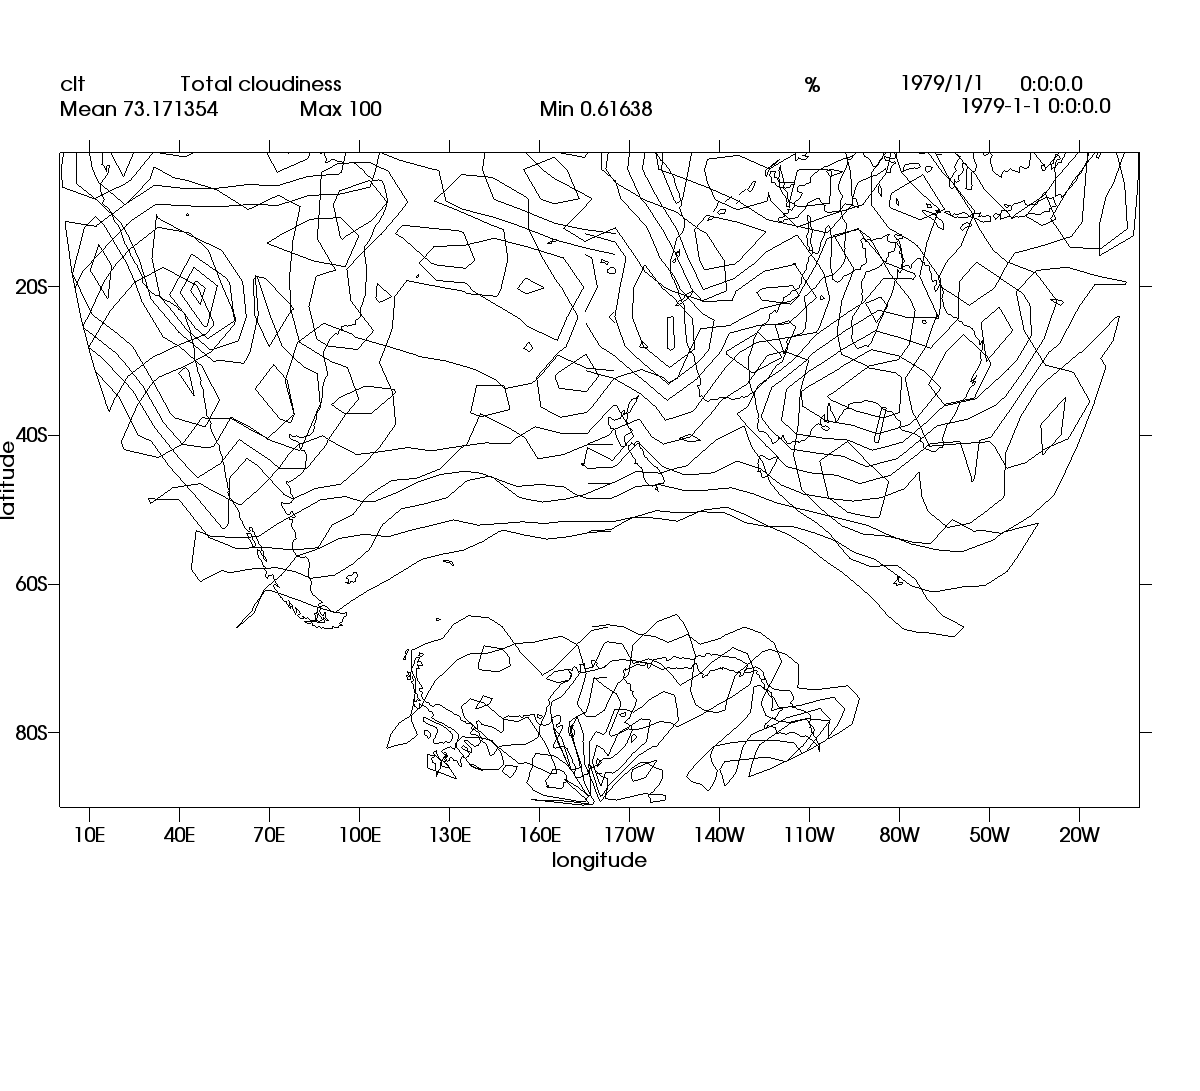 clt Total cloudiness % 1979/1/1 0:0:0.0
Mean 73.171354 Max 100 Min 0.61638 1979-1-1 0:0:0.0
20S
40S
latitude
60S
80S
10E 40E 70E 100E 130E 160E 170W 140W 110W 80W 50W 20W
longitude